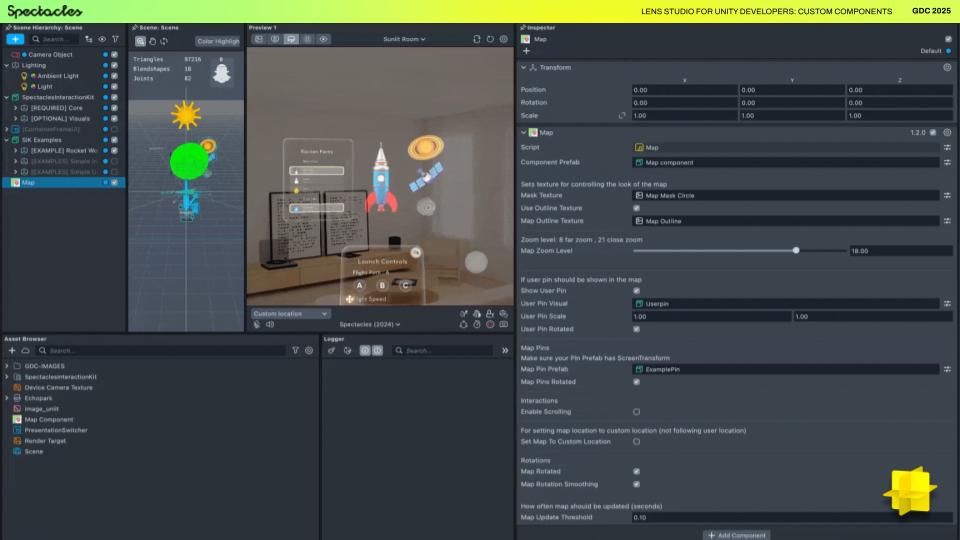 Spectacles
LENS STUDIO FOR UNITY DEVELOPERS: CUSTOM COMPONENTS
GDC 2025
Scene Hierarchy: Scene
Search...
Camera Object
Lighting
Ambient Light
Light
SpectaclesInteractionKit
[REQUIRED] Core
[OPTIONAL] Visuals
[ContainerFrameUI]
SIK Examples
[EXAMPLE] Rocket Wo
[EXAMPLES] Simple In
[EXAMPLES] Simple U
Map
Scene: Scene
Color Highligh
Triangles 97216 0
Blendshapes 16
Joints 82
Preview 1
Sunlit Room
Rocket Parts
Launch Controls
Flight Path: A
A B C
Flight Speed
Custom location
Spectacles (2024)
Asset Browser
Search...
GDC-IMAGES
SpectaclesInteractionKit
Device Camera Texture
Echopark
image_unlit
Map Component
PresentationSwitcher
Render Target
Scene
Logger
Search...
Inspector
Map
Default
Transform
X Y Z
Position 0.00 0.00 0.00
Rotation 0.00 0.00 0.00
Scale 1.00 1.00 1.00
Map 1.2.0
Script Map
Component Prefab Map component
Sets texture for controlling the look of the map
Mask Texture Map Mask Circle
Use Outline Texture
Map Outline Texture Map Outline
Zoom level: 8 far zoom , 21 close zoom
Map Zoom Level 18.00
If user pin should be shown in the map
Show User Pin
User Pin Visual Userpin
User Pin Scale 1.00 1.00
User Pin Rotated
Map Pins
Make sure your Pin Prefab has ScreenTransform
Map Pin Prefab ExamplePin
Map Pins Rotated
Interactions
Enable Scrolling
For setting map location to custom location (not following user location)
Set Map To Custom Location
Rotations
Map Rotated
Map Rotation Smoothing
How often map should be updated (seconds)
Map Update Threshold 0.10
Add Component